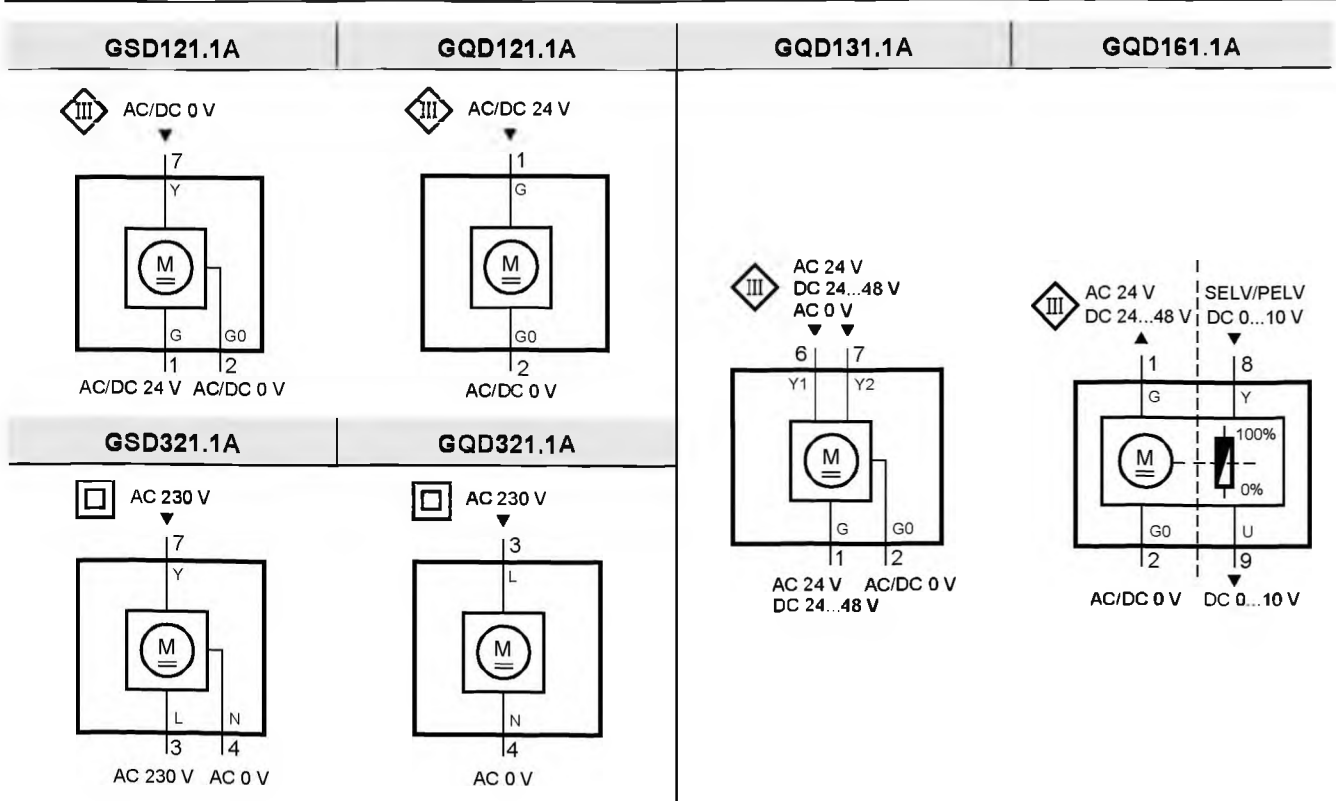 GSD121.1A
GQD121.1A
GQD131.1A
GQD161.1A
III
AC/DC 0 V
7
Y
M
G
G0
1
2
AC/DC 24 V
AC/DC 0 V
III
AC/DC 24 V
1
G
M
G0
2
AC/DC 0 V
III
AC 24 V
DC 24...48 V
AC 0 V
6
7
Y1
Y2
M
G
G0
1
2
AC 24 V
DC 24...48 V
AC/DC 0 V
III
AC 24 V
DC 24...48 V
SELV/PELV
DC 0...10 V
1
8
G
Y
M
100%
0%
G0
U
2
9
AC/DC 0 V
DC 0...10 V
GSD321.1A
GQD321.1A
AC 230 V
7
Y
M
L
N
3
4
AC 230 V
AC 0 V
AC 230 V
3
L
M
N
4
AC 0 V